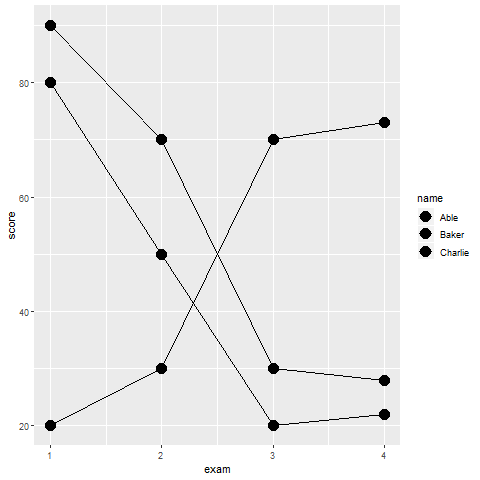 80
60
40
20
score
1 2 3 4
exam
name
Able
Baker
Charlie